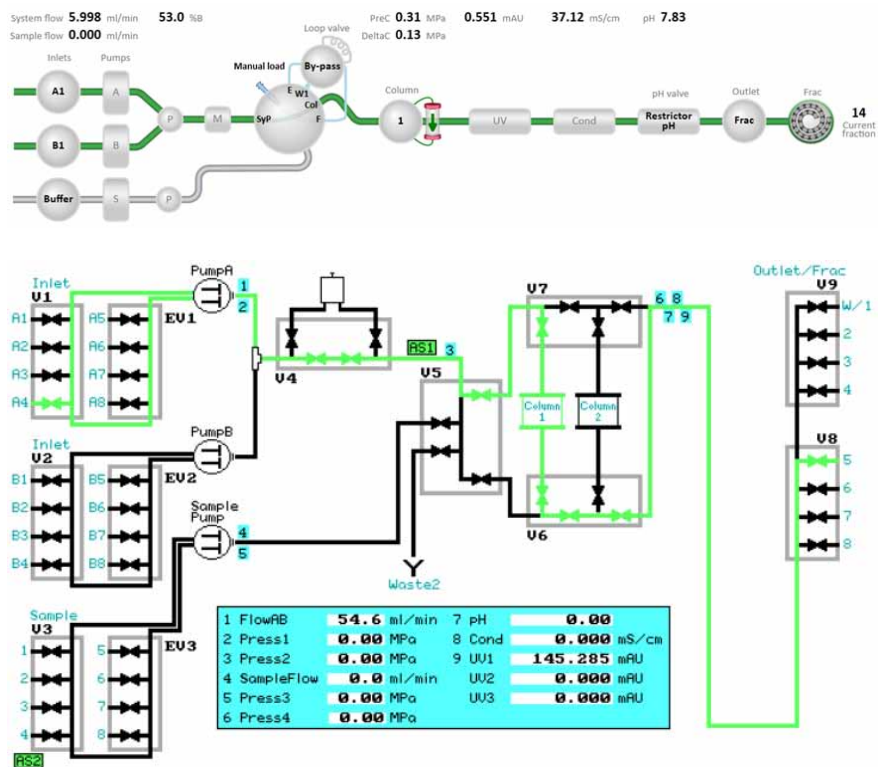 System flow 5.998 ml/min 53.0 %B PreC 0.31 MPa 0.551 mAU 37.12 mS/cm pH 7.83
Sample flow 0.000 ml/min DeltaC 0.13 MPa
Loop valve
Inlets Pumps
Manual load By-pass
Column pH valve Outlet Frac
E W1
A1 A Col
SyP F
P M 1 UV Cond Restrictor pH Frac 14
Current fraction
B1 B
Buffer S P
PumpA
Outlet/Frac
Inlet
V1 1 V7 V9
2 6 8
7 9
A1 A5 EV1 W/1
A2 A6 2
AS1 3
A3 A7 V4 V5 3
A4 A8 4
Column 1 Column 2
PumpB
Inlet
V2 V8
B1 B5 EV2 5
B2 B6 6
Sample Pump
B3 B7 4 V6 7
B4 B8 5 8
Waste2
Sample
V3
1 5 EV3
2 6
3 7
4 8
AS2
1 FlowAB 54.6 ml/min 7 pH 0.00
2 Press1 0.00 MPa 8 Cond 0.000 mS/cm
3 Press2 0.00 MPa 9 UV1 145.285 mAU
4 SampleFlow 0.0 ml/min UV2 0.000 mAU
5 Press3 0.00 MPa UV3 0.000 mAU
6 Press4 0.00 MPa